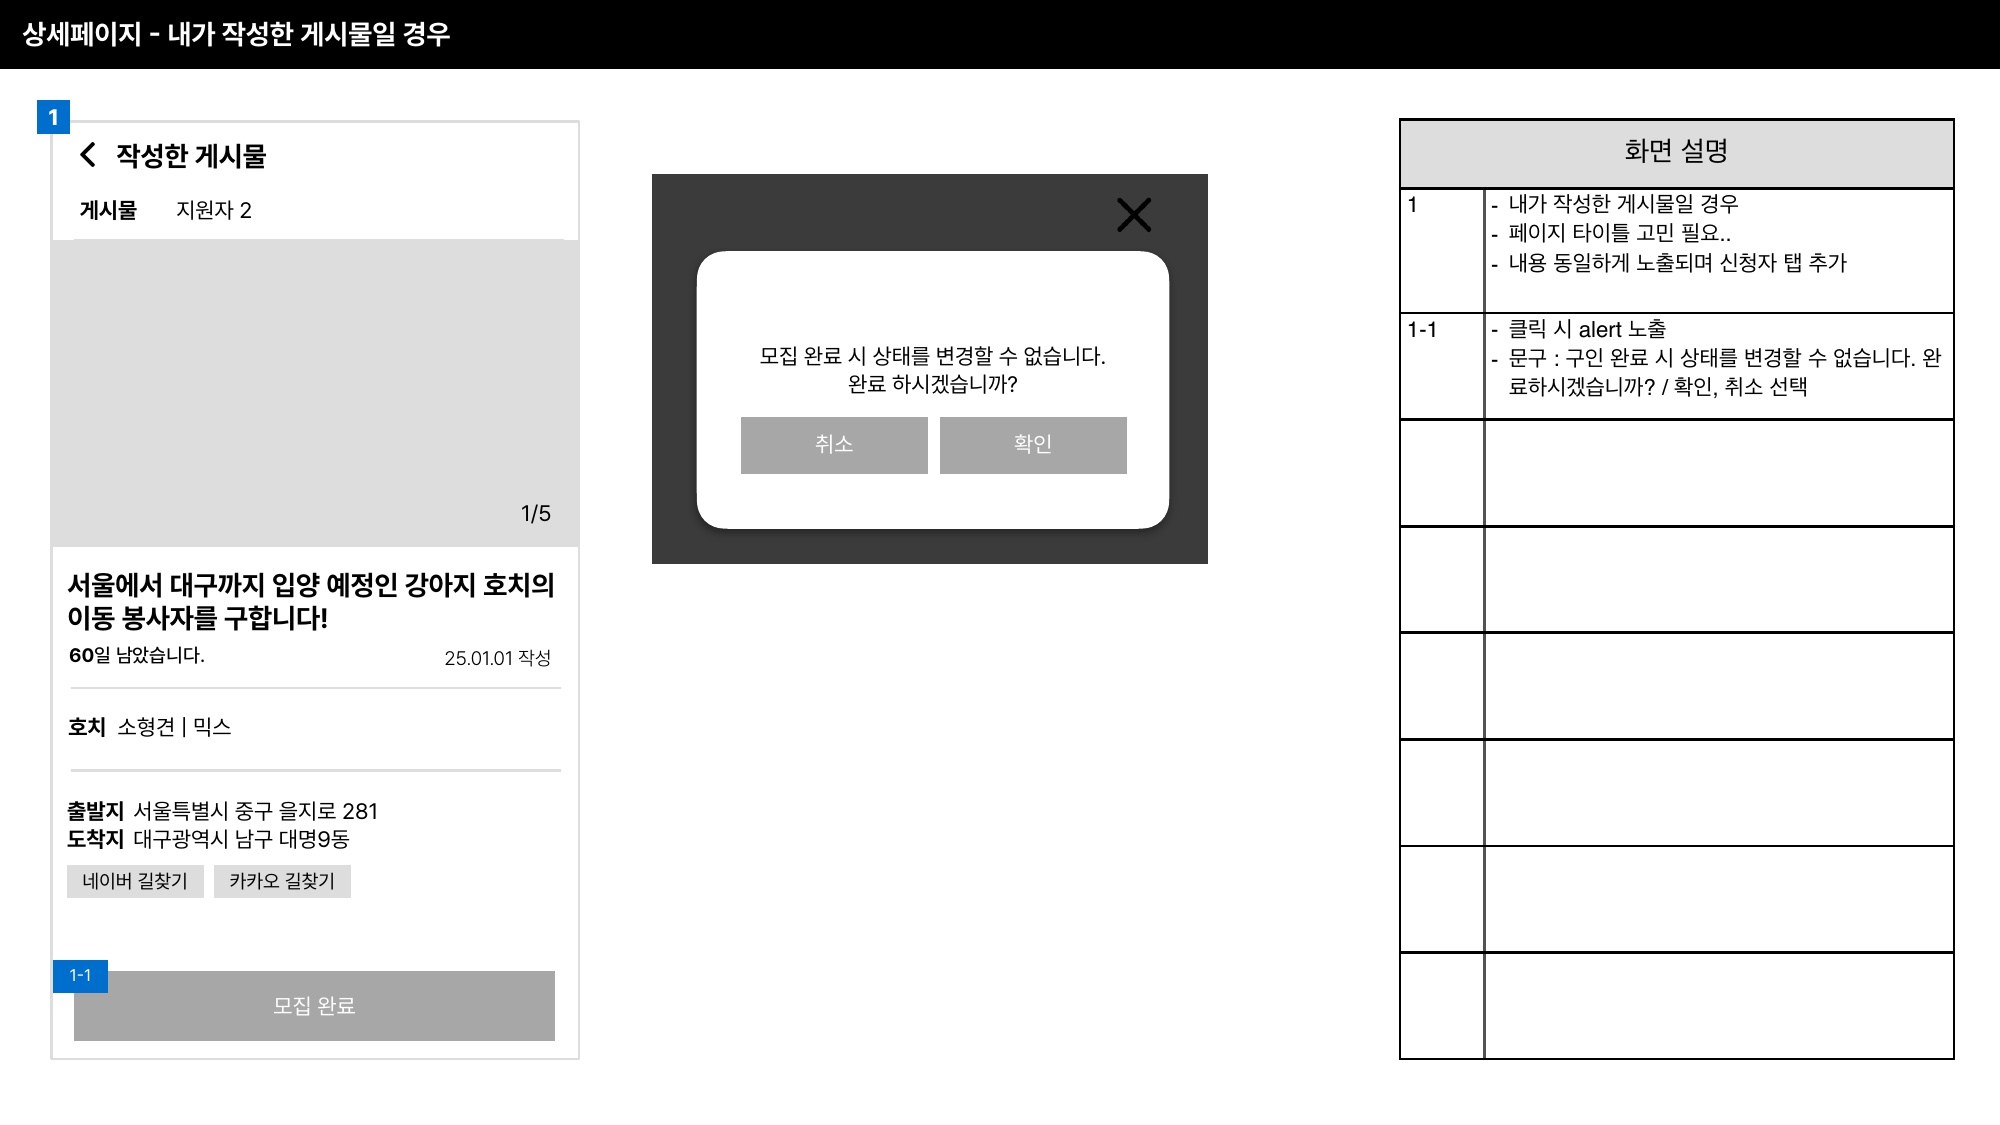 상세페이지 - 내가 작성한 게시물일 경우
1
작성한 게시물
게시물 지원자 2
1/5
서울에서 대구까지 입양 예정인 강아지 호치의
이동 봉사자를 구합니다!
60일 남았습니다. 25.01.01 작성
호치 소형견 | 믹스
출발지 서울특별시 중구 을지로 281
도착지 대구광역시 남구 대명9동
네이버 길찾기 카카오 길찾기
1-1
모집 완료
모집 완료 시 상태를 변경할 수 없습니다.
완료 하시겠습니까?
취소 확인
화면 설명
1 - 내가 작성한 게시물일 경우
- 페이지 타이틀 고민 필요..
- 내용 동일하게 노출되며 신청자 탭 추가
1-1 - 클릭 시 alert 노출
- 문구 : 구인 완료 시 상태를 변경할 수 없습니다. 완
료하시겠습니까? / 확인, 취소 선택